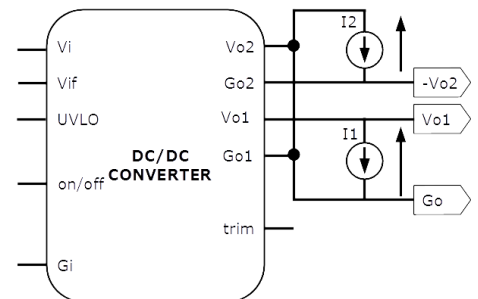 I2
Vi
Vo2
Vif
Go2
-Vo2
UVLO
Vo1
Vo1
I1
DC/DC
CONVERTER
Go1
on/off
Go
trim
Gi